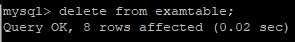 mysql> delete from examtable;
Query OK, 8 rows affected (0.02 sec)